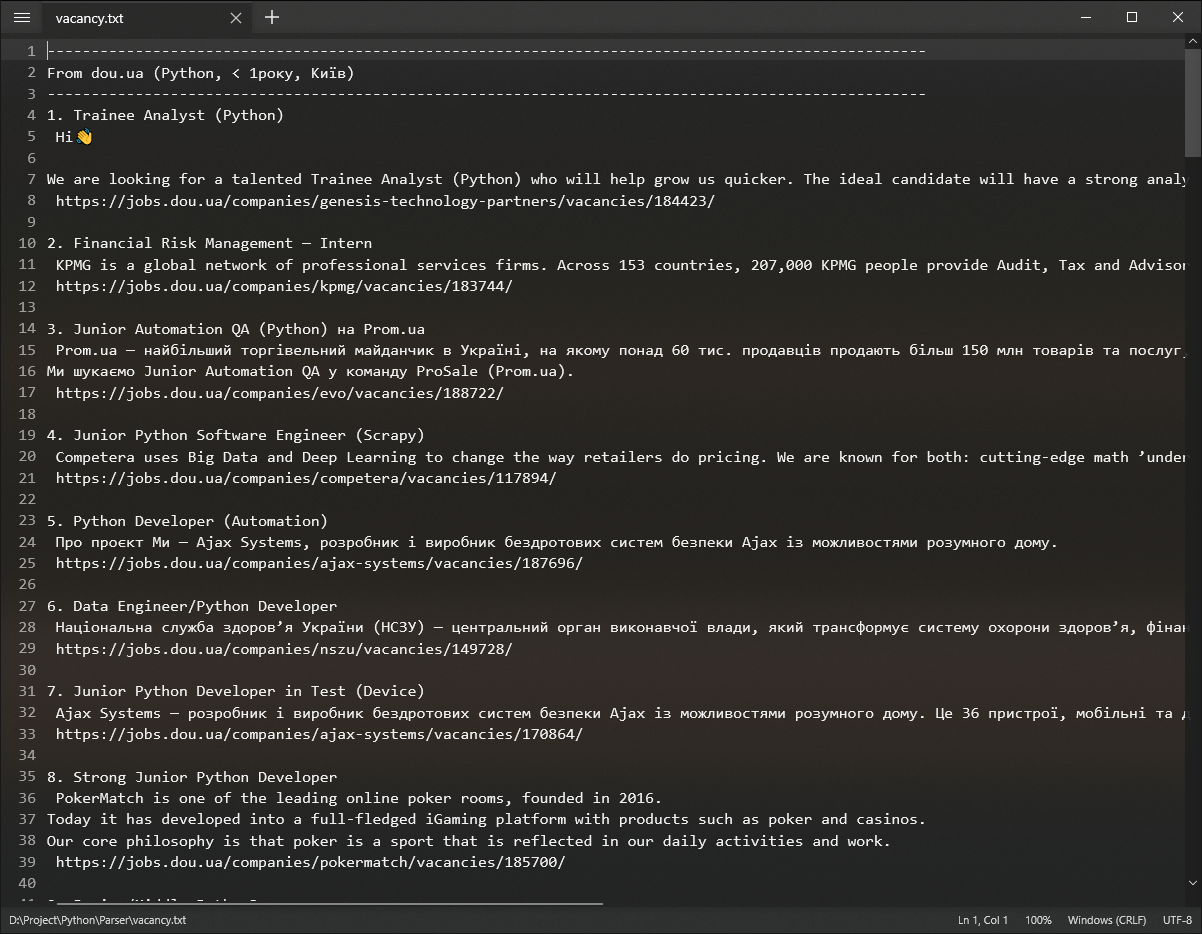 vacancy.txt
1 ----------------------------------------------------------------------------------------------------
2 From dou.ua (Python, < 1року, Київ)
3 ----------------------------------------------------------------------------------------------------
4 1. Trainee Analyst (Python)
5 Hi👋
6
7 We are looking for a talented Trainee Analyst (Python) who will help grow us quicker. The ideal candidate will have a strong
8 https://jobs.dou.ua/companies/genesis-technology-partners/vacancies/184423/
9
10 2. Financial Risk Management — Intern
11 KPMG is a global network of professional services firms. Across 153 countries, 207,000 KPMG people provide Audit, Tax and
12 https://jobs.dou.ua/companies/kpmg/vacancies/183744/
13
14 3. Junior Automation QA (Python) на Prom.ua
15 Prom.ua — найбільший торгівельний майданчик в Україні, на якому понад 60 тис. продавців продають більш 150 млн товарів та послуг,
16 Ми шукаємо Junior Automation QA у команду ProSale (Prom.ua).
17 https://jobs.dou.ua/companies/evo/vacancies/188722/
18
19 4. Junior Python Software Engineer (Scrapy)
20 Competera uses Big Data and Deep Learning to change the way retailers do pricing. We are known for both: cutting-edge math
21 https://jobs.dou.ua/companies/competera/vacancies/117894/
22
23 5. Python Developer (Automation)
24 Про проєкт Ми — Ajax Systems, розробник і виробник бездротових систем безпеки Ajax із можливостями розумного дому.
25 https://jobs.dou.ua/companies/ajax-systems/vacancies/187696/
26
27 6. Data Engineer/Python Developer
28 Національна служба здоров’я України (НСЗУ) — центральний орган виконавчої влади, який трансформує систему охорони здоров’я,
29 https://jobs.dou.ua/companies/nszu/vacancies/149728/
30
31 7. Junior Python Developer in Test (Device)
32 Ajax Systems — розробник і виробник бездротових систем безпеки Ajax із можливостями розумного дому. Це 36 пристрої, мобільні та
33 https://jobs.dou.ua/companies/ajax-systems/vacancies/170864/
34
35 8. Strong Junior Python Developer
36 PokerMatch is one of the leading online poker rooms, founded in 2016.
37 Today it has developed into a full-fledged iGaming platform with products such as poker and casinos.
38 Our core philosophy is that poker is a sport that is reflected in our daily activities and work.
39 https://jobs.dou.ua/companies/pokermatch/vacancies/185700/
40
D:\Project\Python\Parser\vacancy.txt Ln 1, Col 1 100% Windows (CRLF) UTF-8